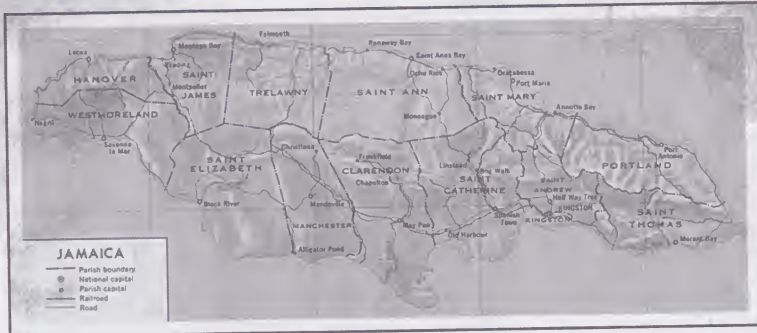 Falmouth
Montego Bay
Runaway Bay
Lucea
Saint Anns Bay
Ocho Rios
Oracabessa
Port Maria
HANOVER
SAINT
JAMES
Montpelier
TRELAWNY
SAINT ANN
SAINT MARY
Annotto Bay
WESTMORELAND
Negril
Moneague
Savanna
la Mar
Christiana
Frankfield
Linstead
Bog Walk
Port
Antonio
PORTLAND
SAINT
ELIZABETH
CLARENDON
Chapelton
SAINT
CATHERINE
SAINT
ANDREW
Half Way Tree
KINGSTON
KINGSTON
Black River
Mandeville
MANCHESTER
May Pen
Spanish
Town
Old Harbour
SAINT
THOMAS
Morant Bay
Alligator Pond
JAMAICA
Parish boundary
National capital
Parish capital
Railroad
Road